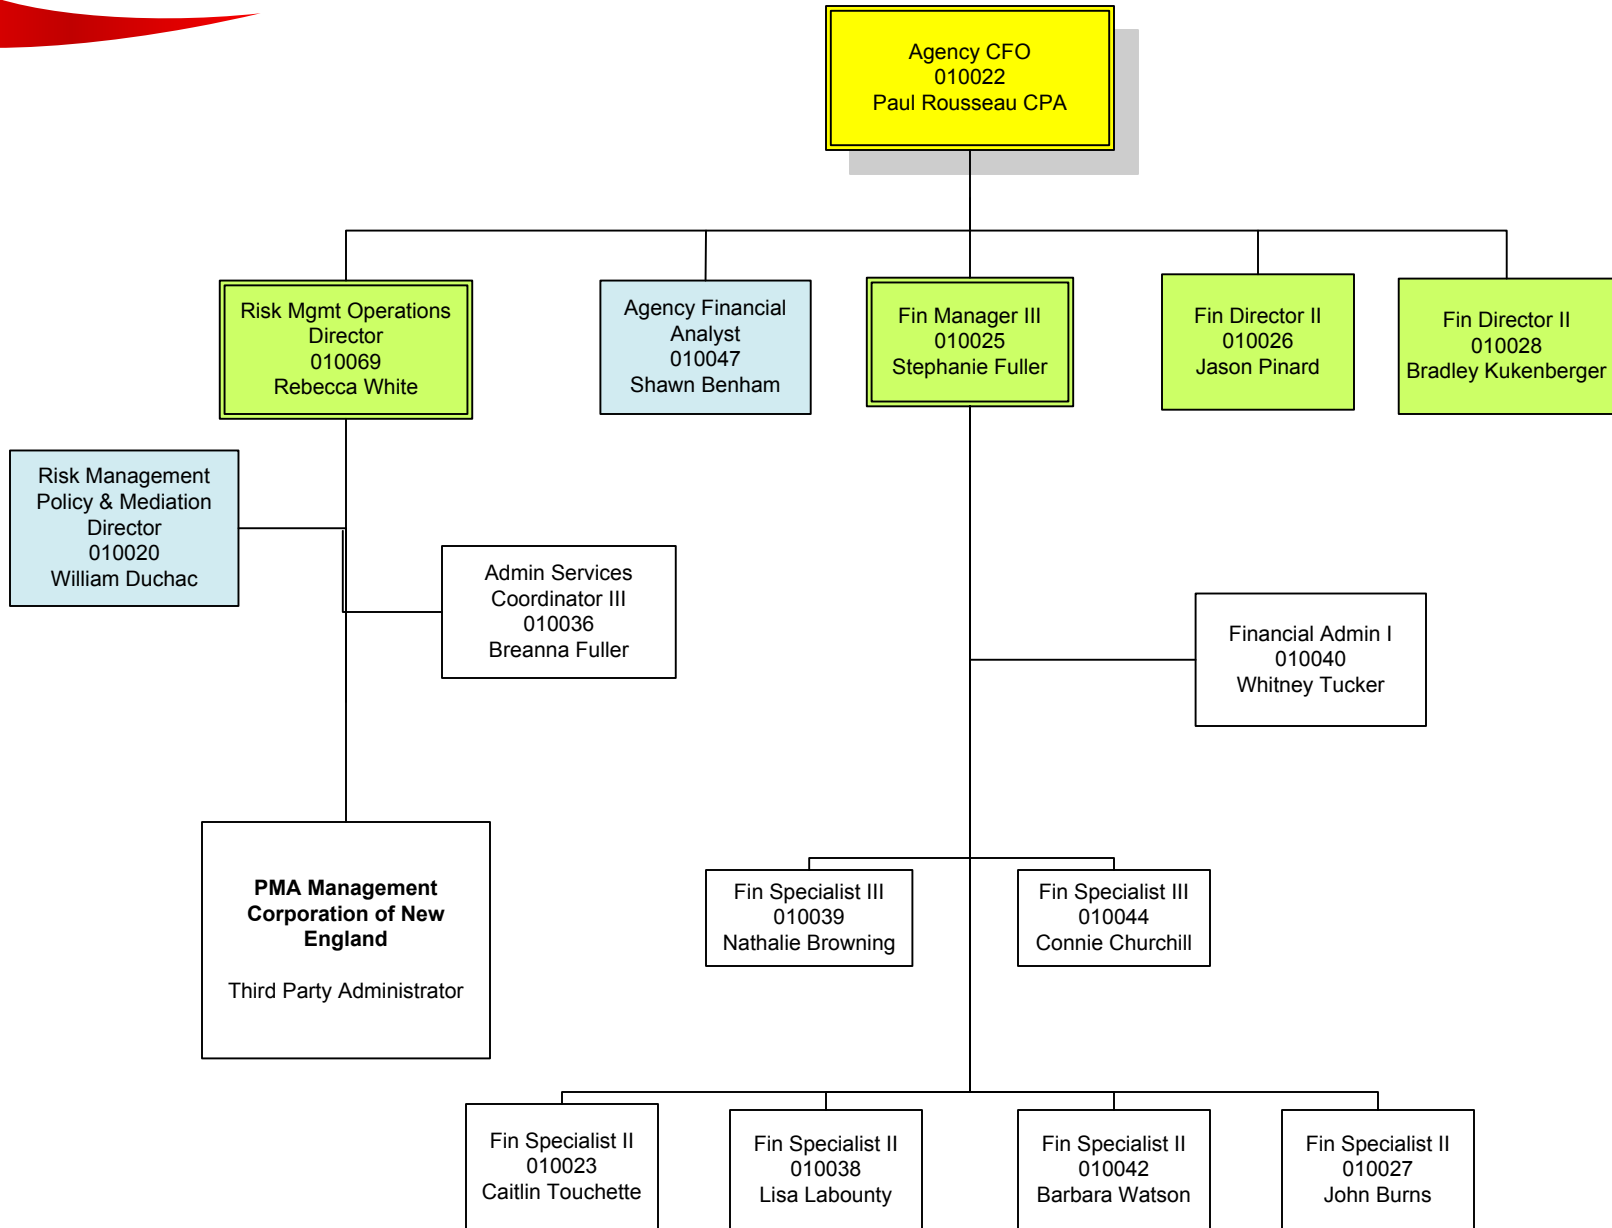 Agency CFO
010022
Paul Rousseau CPA
Risk Mgmt Operations
Director
010069
Rebecca White
Agency Financial
Analyst
010047
Shawn Benham
Fin Manager III
010025
Stephanie Fuller
Fin Director II
010026
Jason Pinard
Fin Director II
010028
Bradley Kukenberger
Risk Management
Policy & Mediation
Director
010020
William Duchac
Admin Services
Coordinator III
010036
Breanna Fuller
Financial Admin I
010040
Whitney Tucker
PMA Management
Corporation of New
England
Third Party Administrator
Fin Specialist III
010039
Nathalie Browning
Fin Specialist III
010044
Connie Churchill
Fin Specialist II
010023
Caitlin Touchette
Fin Specialist II
010038
Lisa Labounty
Fin Specialist II
010042
Barbara Watson
Fin Specialist II
010027
John Burns